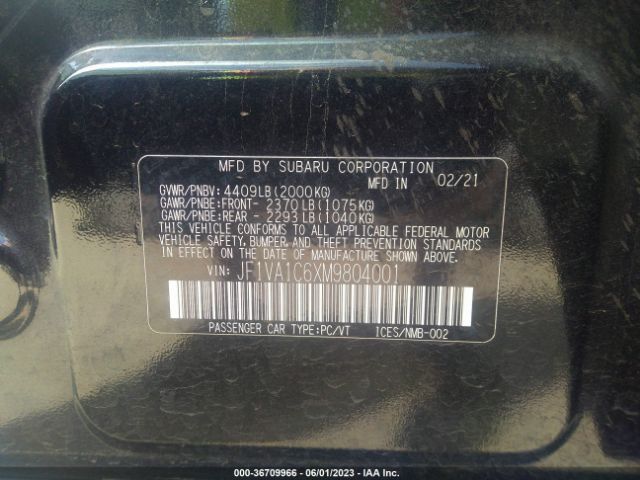 MFD BY SUBARU CORPORATION
MFD IN 02/21
GVWR/PNBV: 4409LB(2000KG)
GAWR/PNBE:FRONT- 2370LB(1075KG)
GAWR/PNBE:REAR - 2293LB(1040KG)
THIS VEHICLE CONFORMS TO ALL APPLICABLE FEDERAL MOTOR
VEHICLE SAFETY, BUMPER, AND THEFT PREVENTION STANDARDS
IN EFFECT ON THE DATE OF MANUFACTURE SHOWN ABOVE.
VIN: JF1VA1C6XM9804001
PASSENGER CAR TYPE:PC/VT ICES/NMB-002
000-36709966 - 06/01/2023 - IAA Inc.